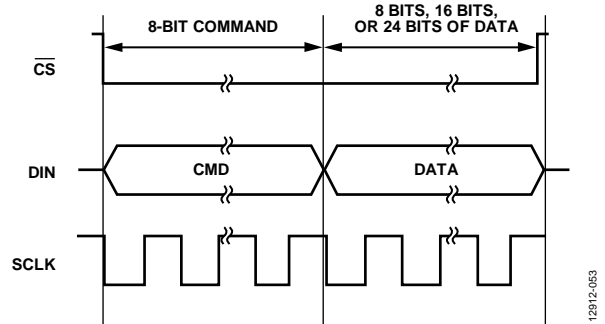 8-BIT COMMAND
8 BITS, 16 BITS,
OR 24 BITS OF DATA
CS
DIN
CMD
DATA
SCLK
12912-053